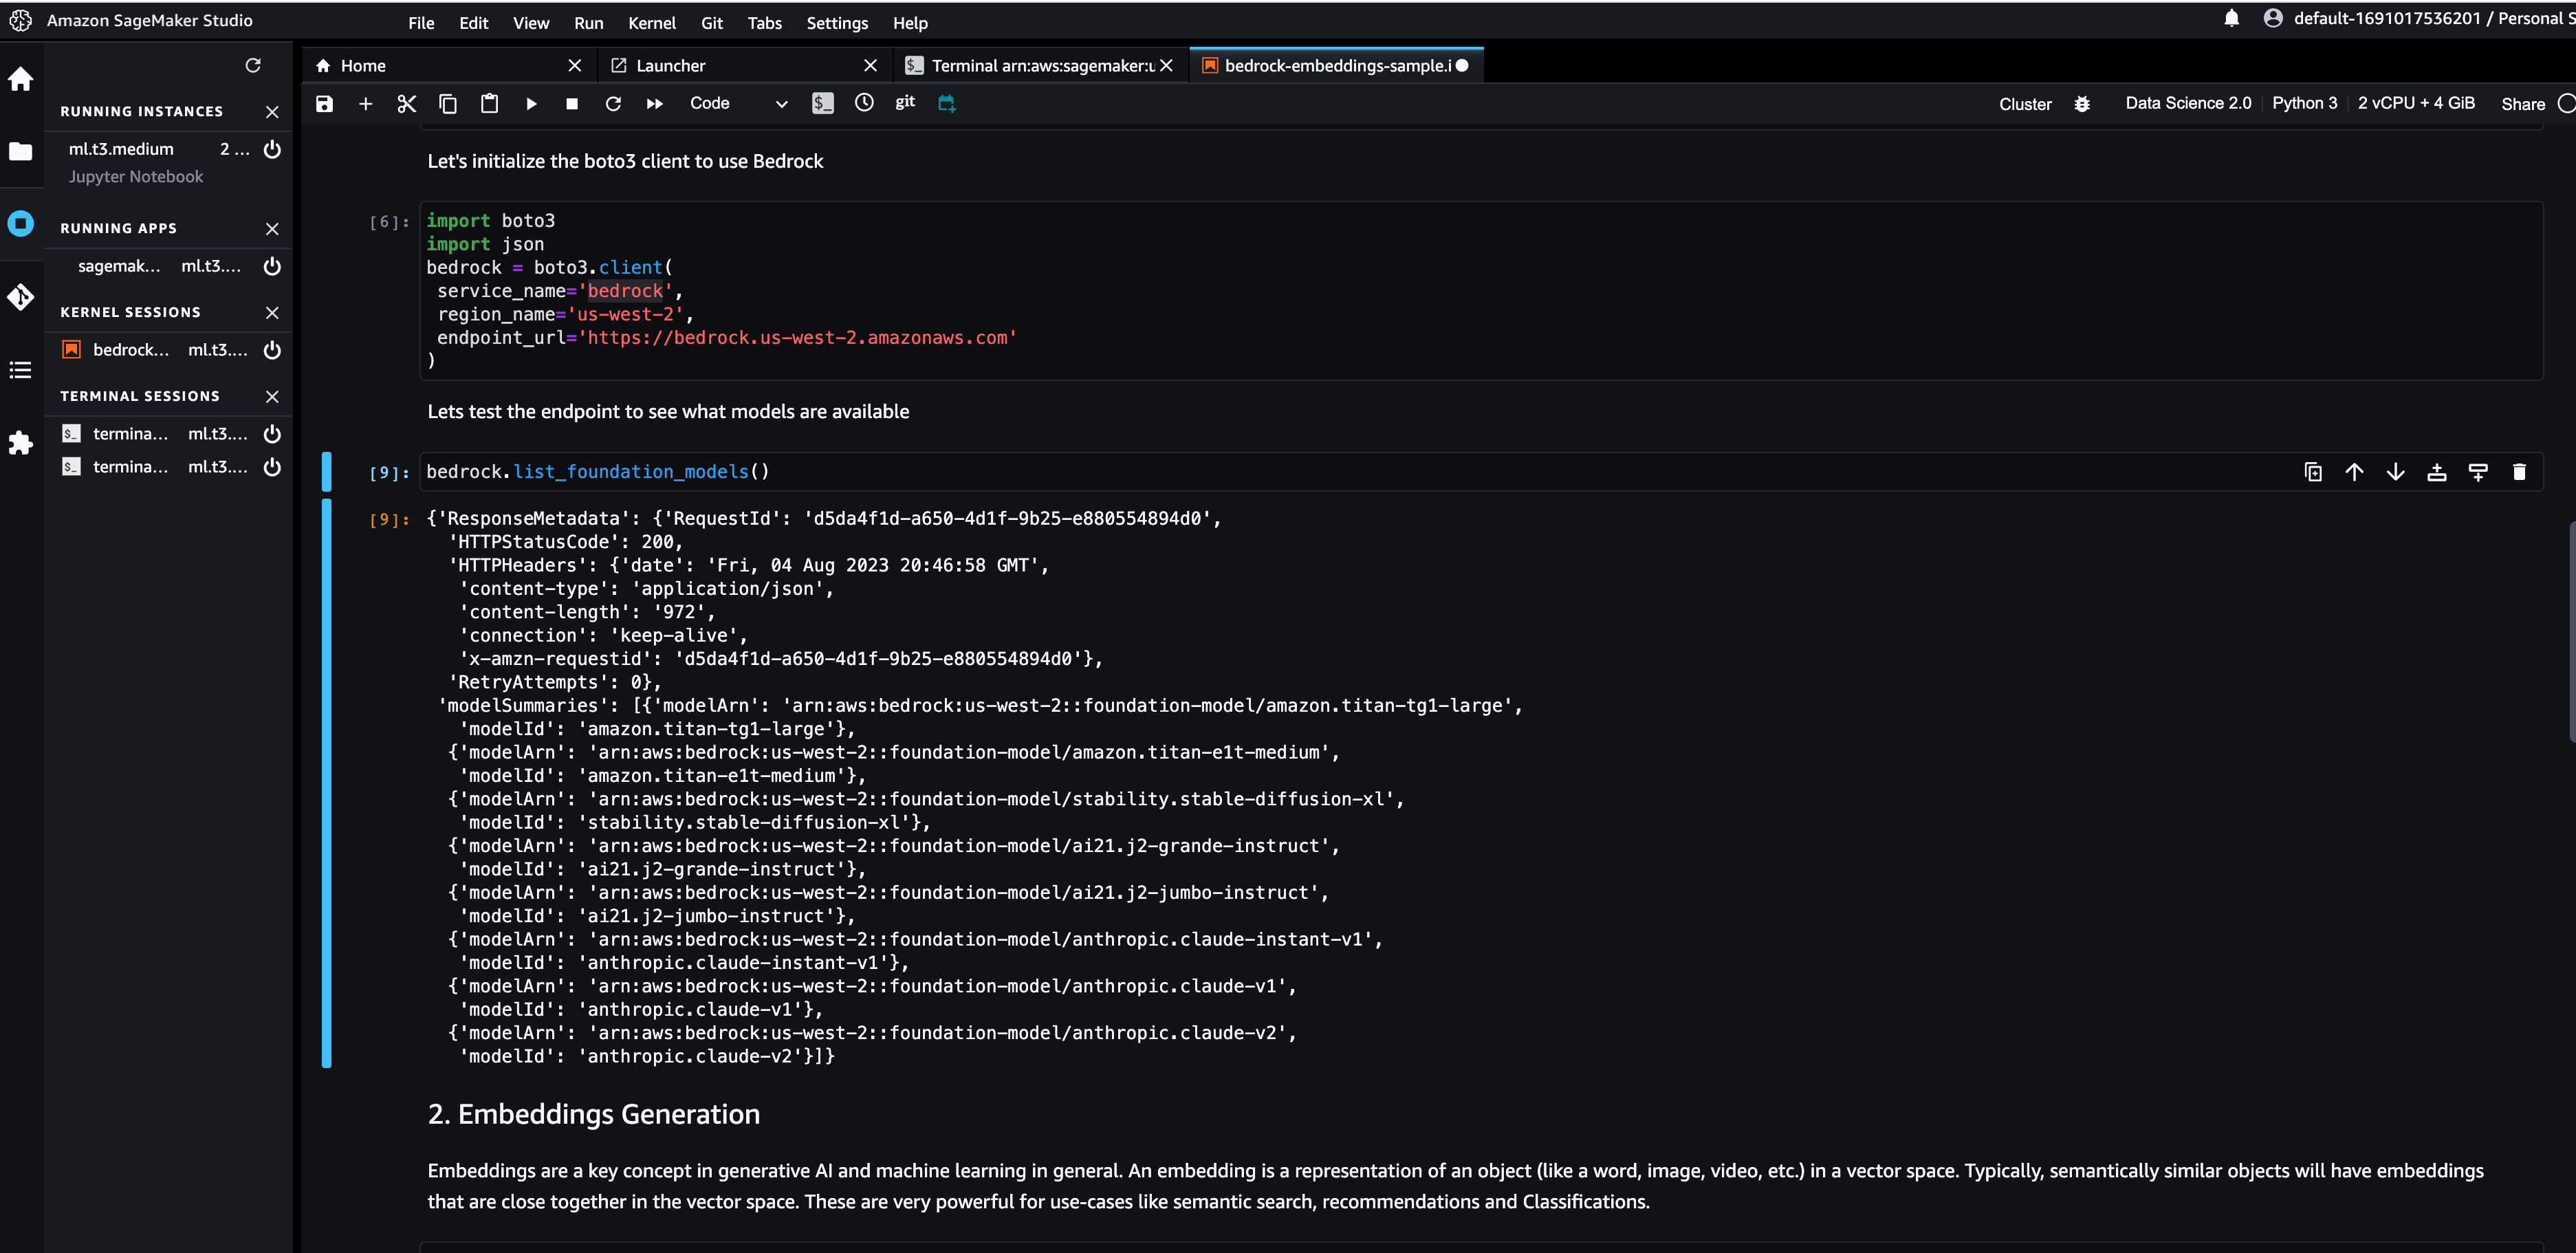 Amazon SageMaker Studio
File Edit View Run Kernel Git Tabs Settings Help
default-1691017536201 / Personal S
Home
Launcher
Terminal arn:aws:sagemaker:u
bedrock-embeddings-sample.i
Code
git
Cluster
Data Science 2.0
Python 3
2 vCPU + 4 GiB
Share
RUNNING INSTANCES
ml.t3.medium 2 ...
Jupyter Notebook
RUNNING APPS
sagemak... ml.t3....
KERNEL SESSIONS
bedrock... ml.t3....
TERMINAL SESSIONS
$_ termina... ml.t3....
$_ termina... ml.t3....
Let's initialize the boto3 client to use Bedrock
[6]: import boto3
import json
bedrock = boto3.client(
service_name='bedrock',
region_name='us-west-2',
endpoint_url='https://bedrock.us-west-2.amazonaws.com'
)
Lets test the endpoint to see what models are available
[9]: bedrock.list_foundation_models()
[9]: {'ResponseMetadata': {'RequestId': 'd5da4f1d-a650-4d1f-9b25-e880554894d0',
'HTTPStatusCode': 200,
'HTTPHeaders': {'date': 'Fri, 04 Aug 2023 20:46:58 GMT',
'content-type': 'application/json',
'content-length': '972',
'connection': 'keep-alive',
'x-amzn-requestid': 'd5da4f1d-a650-4d1f-9b25-e880554894d0'},
'RetryAttempts': 0},
'modelSummaries': [{'modelArn': 'arn:aws:bedrock:us-west-2::foundation-model/amazon.titan-tg1-large',
'modelId': 'amazon.titan-tg1-large'},
{'modelArn': 'arn:aws:bedrock:us-west-2::foundation-model/amazon.titan-e1t-medium',
'modelId': 'amazon.titan-e1t-medium'},
{'modelArn': 'arn:aws:bedrock:us-west-2::foundation-model/stability.stable-diffusion-xl',
'modelId': 'stability.stable-diffusion-xl'},
{'modelArn': 'arn:aws:bedrock:us-west-2::foundation-model/ai21.j2-grande-instruct',
'modelId': 'ai21.j2-grande-instruct'},
{'modelArn': 'arn:aws:bedrock:us-west-2::foundation-model/ai21.j2-jumbo-instruct',
'modelId': 'ai21.j2-jumbo-instruct'},
{'modelArn': 'arn:aws:bedrock:us-west-2::foundation-model/anthropic.claude-instant-v1',
'modelId': 'anthropic.claude-instant-v1'},
{'modelArn': 'arn:aws:bedrock:us-west-2::foundation-model/anthropic.claude-v1',
'modelId': 'anthropic.claude-v1'},
{'modelArn': 'arn:aws:bedrock:us-west-2::foundation-model/anthropic.claude-v2',
'modelId': 'anthropic.claude-v2'}]}
2. Embeddings Generation
Embeddings are a key concept in generative AI and machine learning in general. An embedding is a representation of an object (like a word, image, video, etc.) in a vector space. Typically, semantically similar objects will have embeddings
that are close together in the vector space. These are very powerful for use-cases like semantic search, recommendations and Classifications.